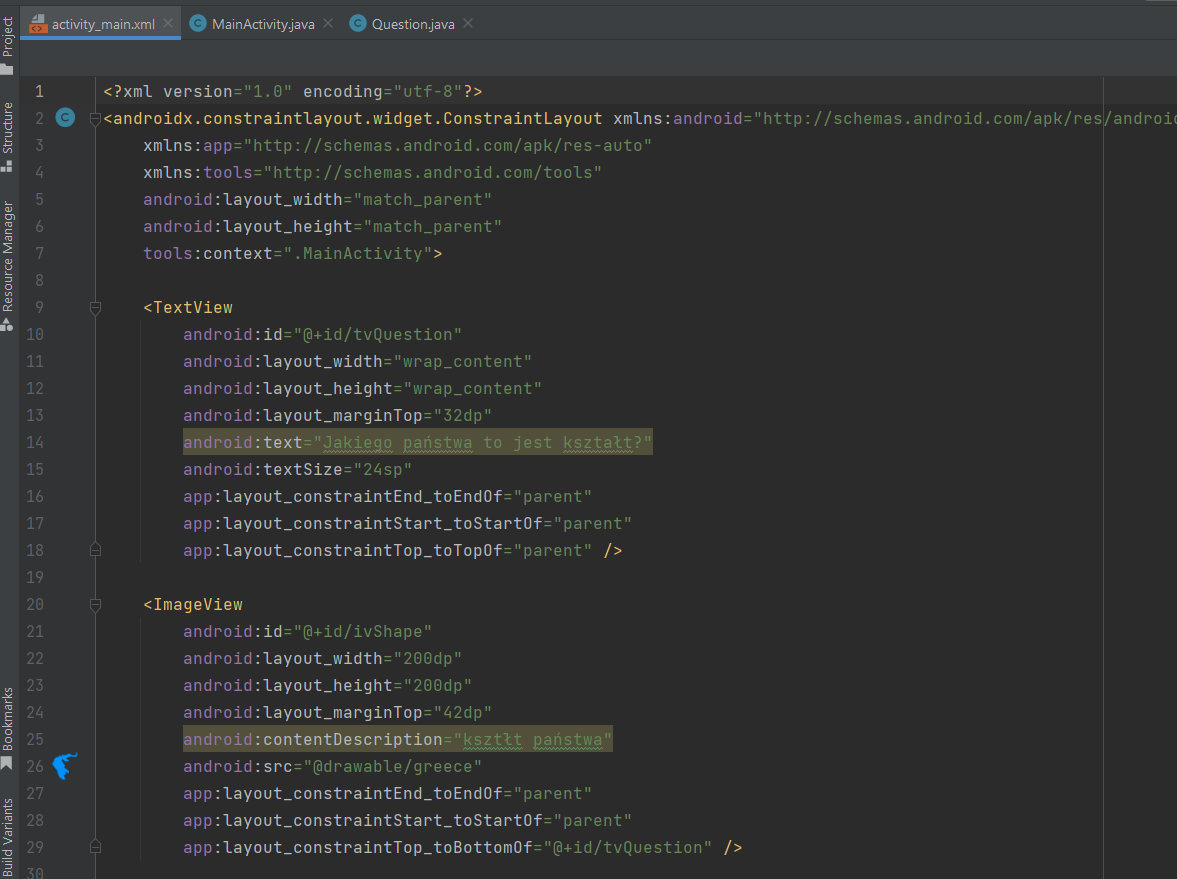 activity_main.xml MainActivity.java Question.java
Project
Structure
Resource Manager
Bookmarks
Build Variants
1 <?xml version="1.0" encoding="utf-8"?>
2 C <androidx.constraintlayout.widget.ConstraintLayout xmlns:android="http://schemas.android.com/apk/res/androi
3 xmlns:app="http://schemas.android.com/apk/res-auto"
4 xmlns:tools="http://schemas.android.com/tools"
5 android:layout_width="match_parent"
6 android:layout_height="match_parent"
7 tools:context=".MainActivity">
8
9 <TextView
10 android:id="@+id/tvQuestion"
11 android:layout_width="wrap_content"
12 android:layout_height="wrap_content"
13 android:layout_marginTop="32dp"
14 android:text="Jakiego państwa to jest kształt?"
15 android:textSize="24sp"
16 app:layout_constraintEnd_toEndOf="parent"
17 app:layout_constraintStart_toStartOf="parent"
18 app:layout_constraintTop_toTopOf="parent" />
19
20 <ImageView
21 android:id="@+id/ivShape"
22 android:layout_width="200dp"
23 android:layout_height="200dp"
24 android:layout_marginTop="42dp"
25 android:contentDescription="ksztłt państwa"
26 android:src="@drawable/greece"
27 app:layout_constraintEnd_toEndOf="parent"
28 app:layout_constraintStart_toStartOf="parent"
29 app:layout_constraintTop_toBottomOf="@+id/tvQuestion" />
30